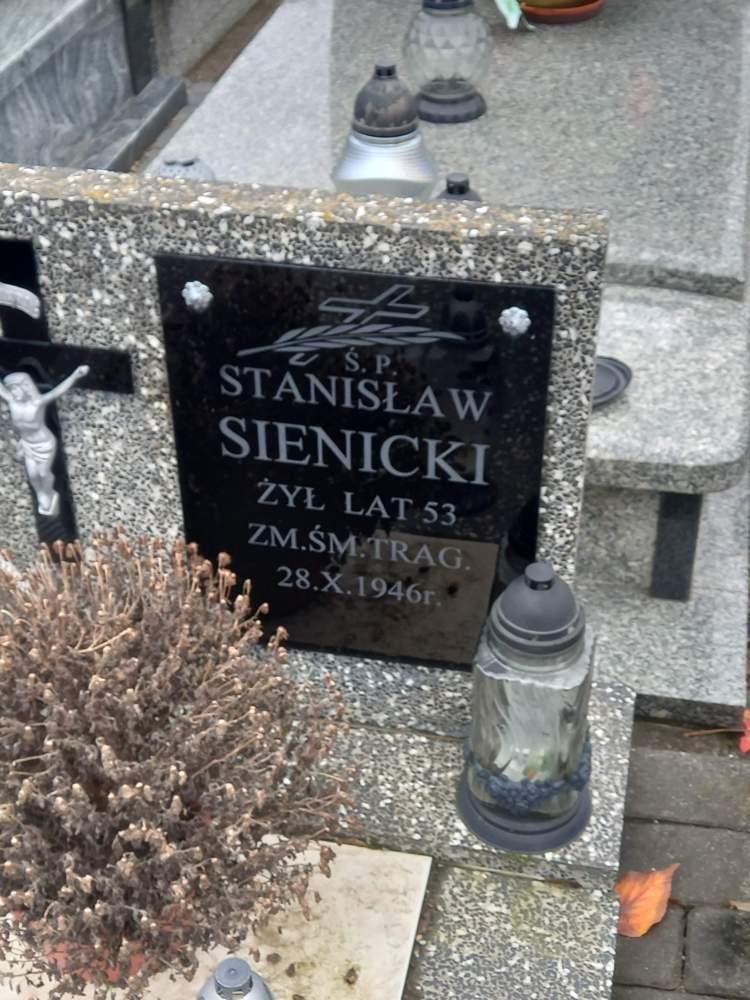 Ś. P.
STANISŁAW
SIENICKI
ŻYŁ LAT 53
ZM.ŚM.TRAG.
28.X.1946r.